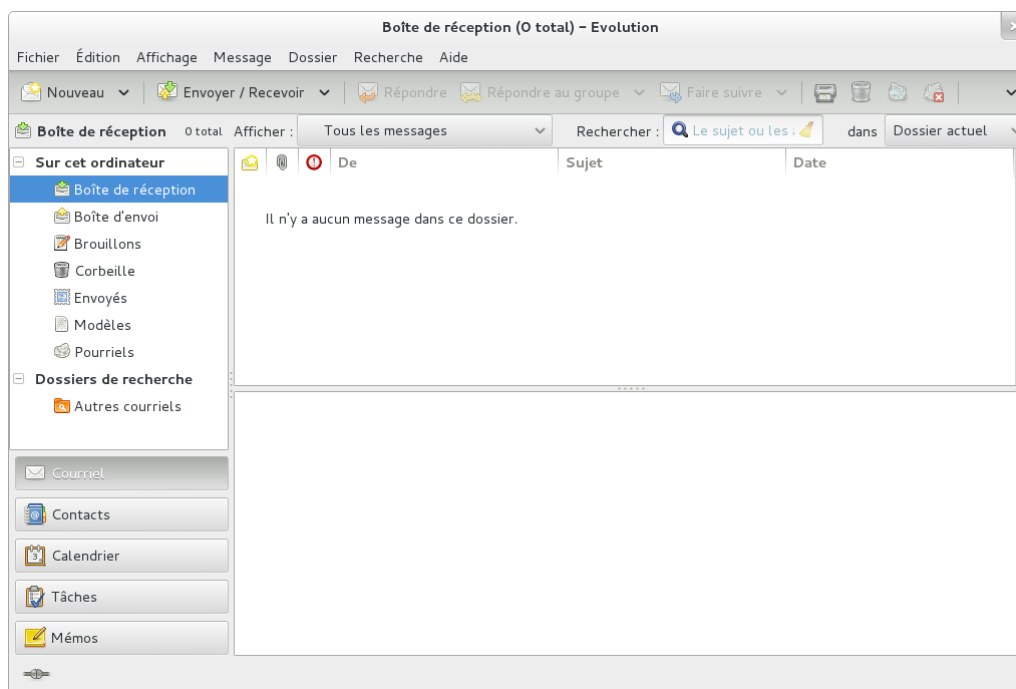 Boîte de réception (0 total) – Evolution
Fichier Édition Affichage Message Dossier Recherche Aide
Nouveau Envoyer / Recevoir Répondre Répondre au groupe Faire suivre
Boîte de réception 0 total Afficher : Tous les messages Rechercher : Le sujet ou les dans Dossier actuel
Sur cet ordinateur
De Sujet Date
Boîte de réception
Boîte d'envoi
Il n'y a aucun message dans ce dossier.
Brouillons
Corbeille
Envoyés
Modèles
Pourriels
Dossiers de recherche
Autres courriels
Courriel
Contacts
Calendrier
Tâches
Mémos